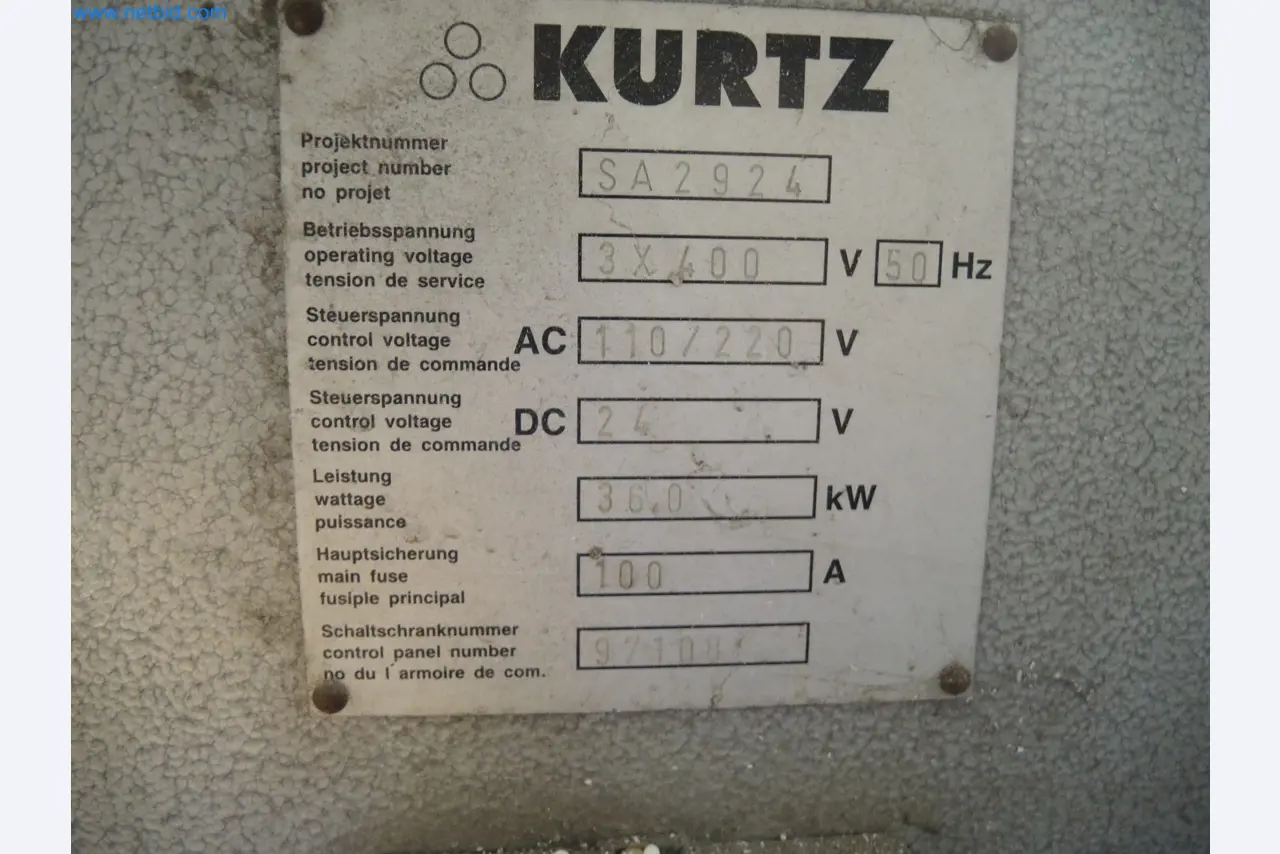 www.netbid.com
KURTZ
Projektnummer
project number
no projet
SA2924
Betriebsspannung
operating voltage
tension de service
3X400 V 50 Hz
Steuerspannung
control voltage
tension de commande
AC 110/220 V
Steuerspannung
control voltage
tension de commande
DC 24 V
Leistung
wattage
puissance
36.0 kW
Hauptsicherung
main fuse
fusiple principal
100 A
Schaltschranknummer
control panel number
no du l'armoire de com.